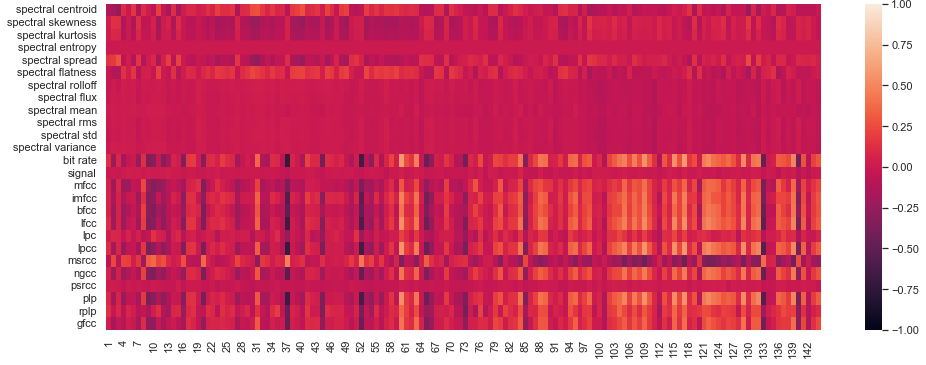 spectral centroid
spectral skewness
spectral kurtosis
spectral entropy
spectral spread
spectral flatness
spectral rolloff
spectral flux
spectral mean
spectral rms
spectral std
spectral variance
bit rate
signal
mfcc
imfcc
bfcc
lfcc
lpc
lpcc
msrcc
ngcc
psrcc
plp
rplp
gfcc
1 4 7 10 13 16 19 22 25 28 31 34 37 40 43 46 49 52 55 58 61 64 67 70 73 76 79 82 85 88 91 94 97 100 103 106 109 112 115 118 121 124 127 130 133 136 139 142
1.00
0.75
0.50
0.25
0.00
−0.25
−0.50
−0.75
−1.00